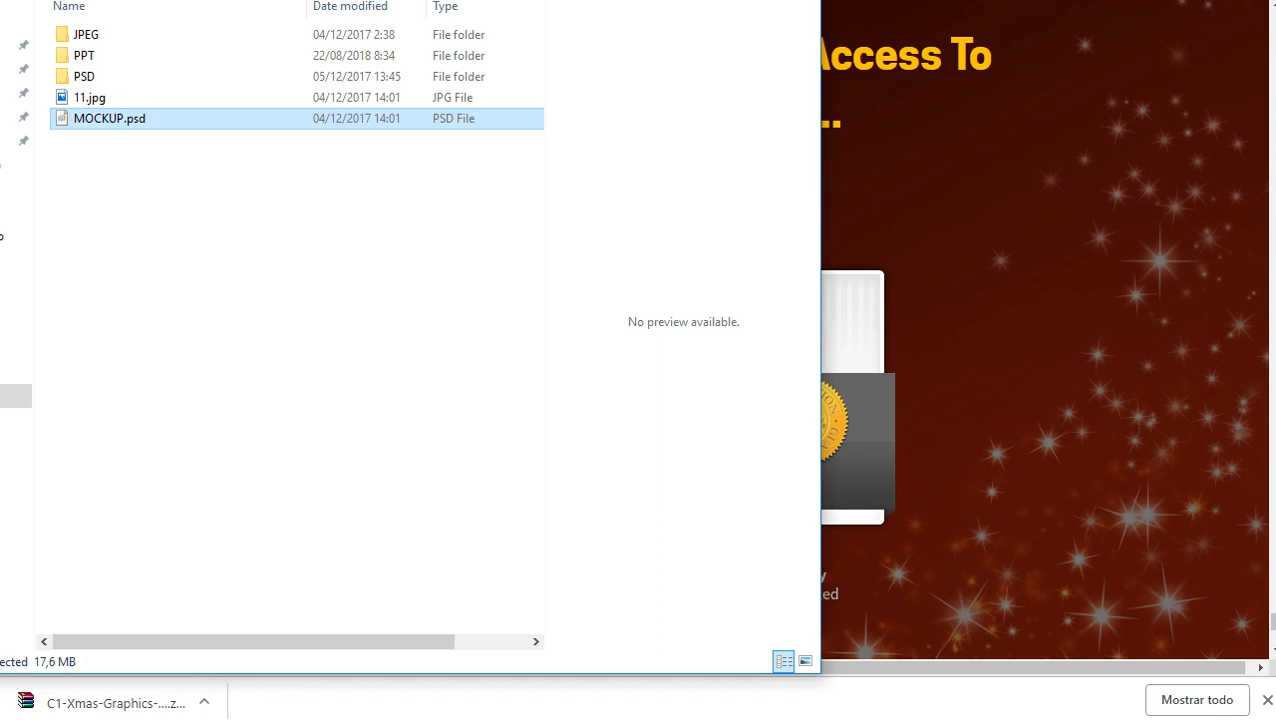 Name Date modified Type
JPEG 04/12/2017 2:38 File folder
PPT 22/08/2018 8:34 File folder
PSD 05/12/2017 13:45 File folder
11.jpg 04/12/2017 14:01 JPG File
MOCKUP.psd 04/12/2017 14:01 PSD File
No preview available.
ected 17,6 MB
Access To
..
C1-Xmas-Graphics-....z...
Mostrar todo